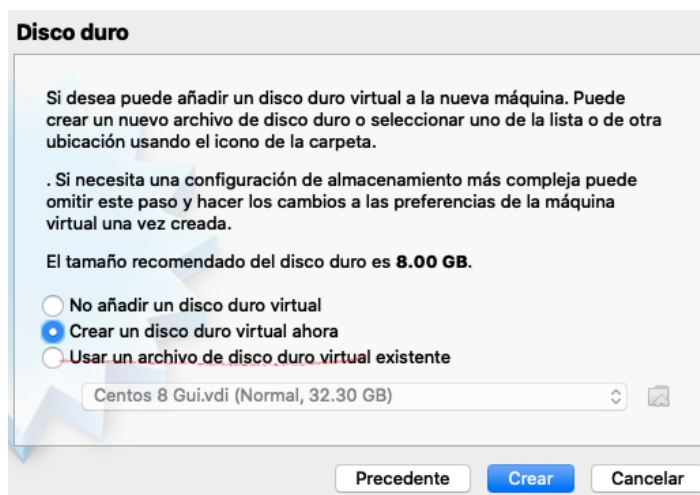 Disco duro
Si desea puede añadir un disco duro virtual a la nueva máquina. Puede
crear un nuevo archivo de disco duro o seleccionar uno de la lista o de otra
ubicación usando el icono de la carpeta.
. Si necesita una configuración de almacenamiento más compleja puede
omitir este paso y hacer los cambios a las preferencias de la máquina
virtual una vez creada.
El tamaño recomendado del disco duro es 8.00 GB.
No añadir un disco duro virtual
Crear un disco duro virtual ahora
Usar un archivo de disco duro virtual existente
Centos 8 Gui.vdi (Normal, 32.30 GB)
Precedente Crear Cancelar